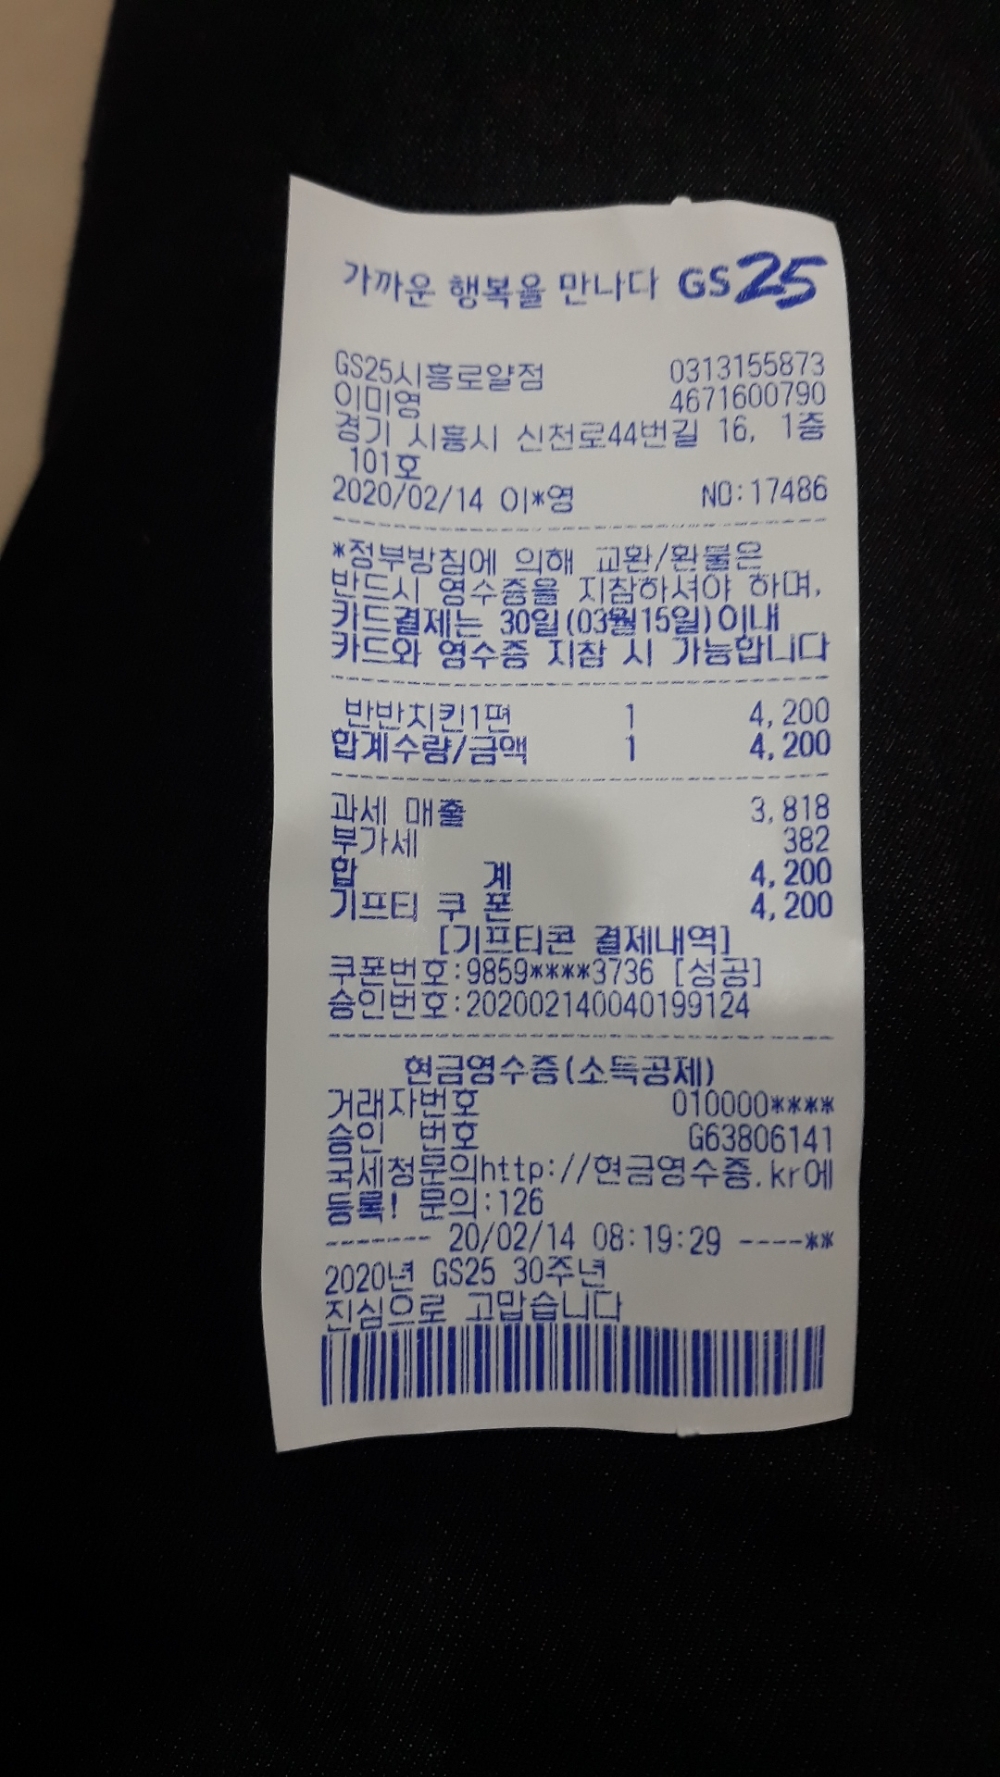 가까운 행복을 만나다 GS25
GS25시흥로얄점 0313155873
이미영 4671600790
경기 시흥시 신천로44번길 16, 1층
101호
2020/02/14 이*영 NO:17486
*정부방침에 의해 교환/환불은
반드시 영수증을 지참하셔야 하며,
카드결제는 30일(03월15일)이내
카드와 영수증 지참 시 가능합니다
반반치킨1편 1 4,200
합계수량/금액 1 4,200
과세 매출 3,818
부가세 382
합 계 4,200
기프티 쿠 폰 4,200
[기프티콘 결제내역]
쿠폰번호:9859****3736 [성공]
승인번호:202002140040199124
현금영수증(소득공제)
거래자번호 010000****
승인 번호 G63806141
국세청문의http://현금영수증.kr에
등록! 문의:126
------- 20/02/14 08:19:29 ----**
2020년 GS25 30주년
진심으로 고맙습니다